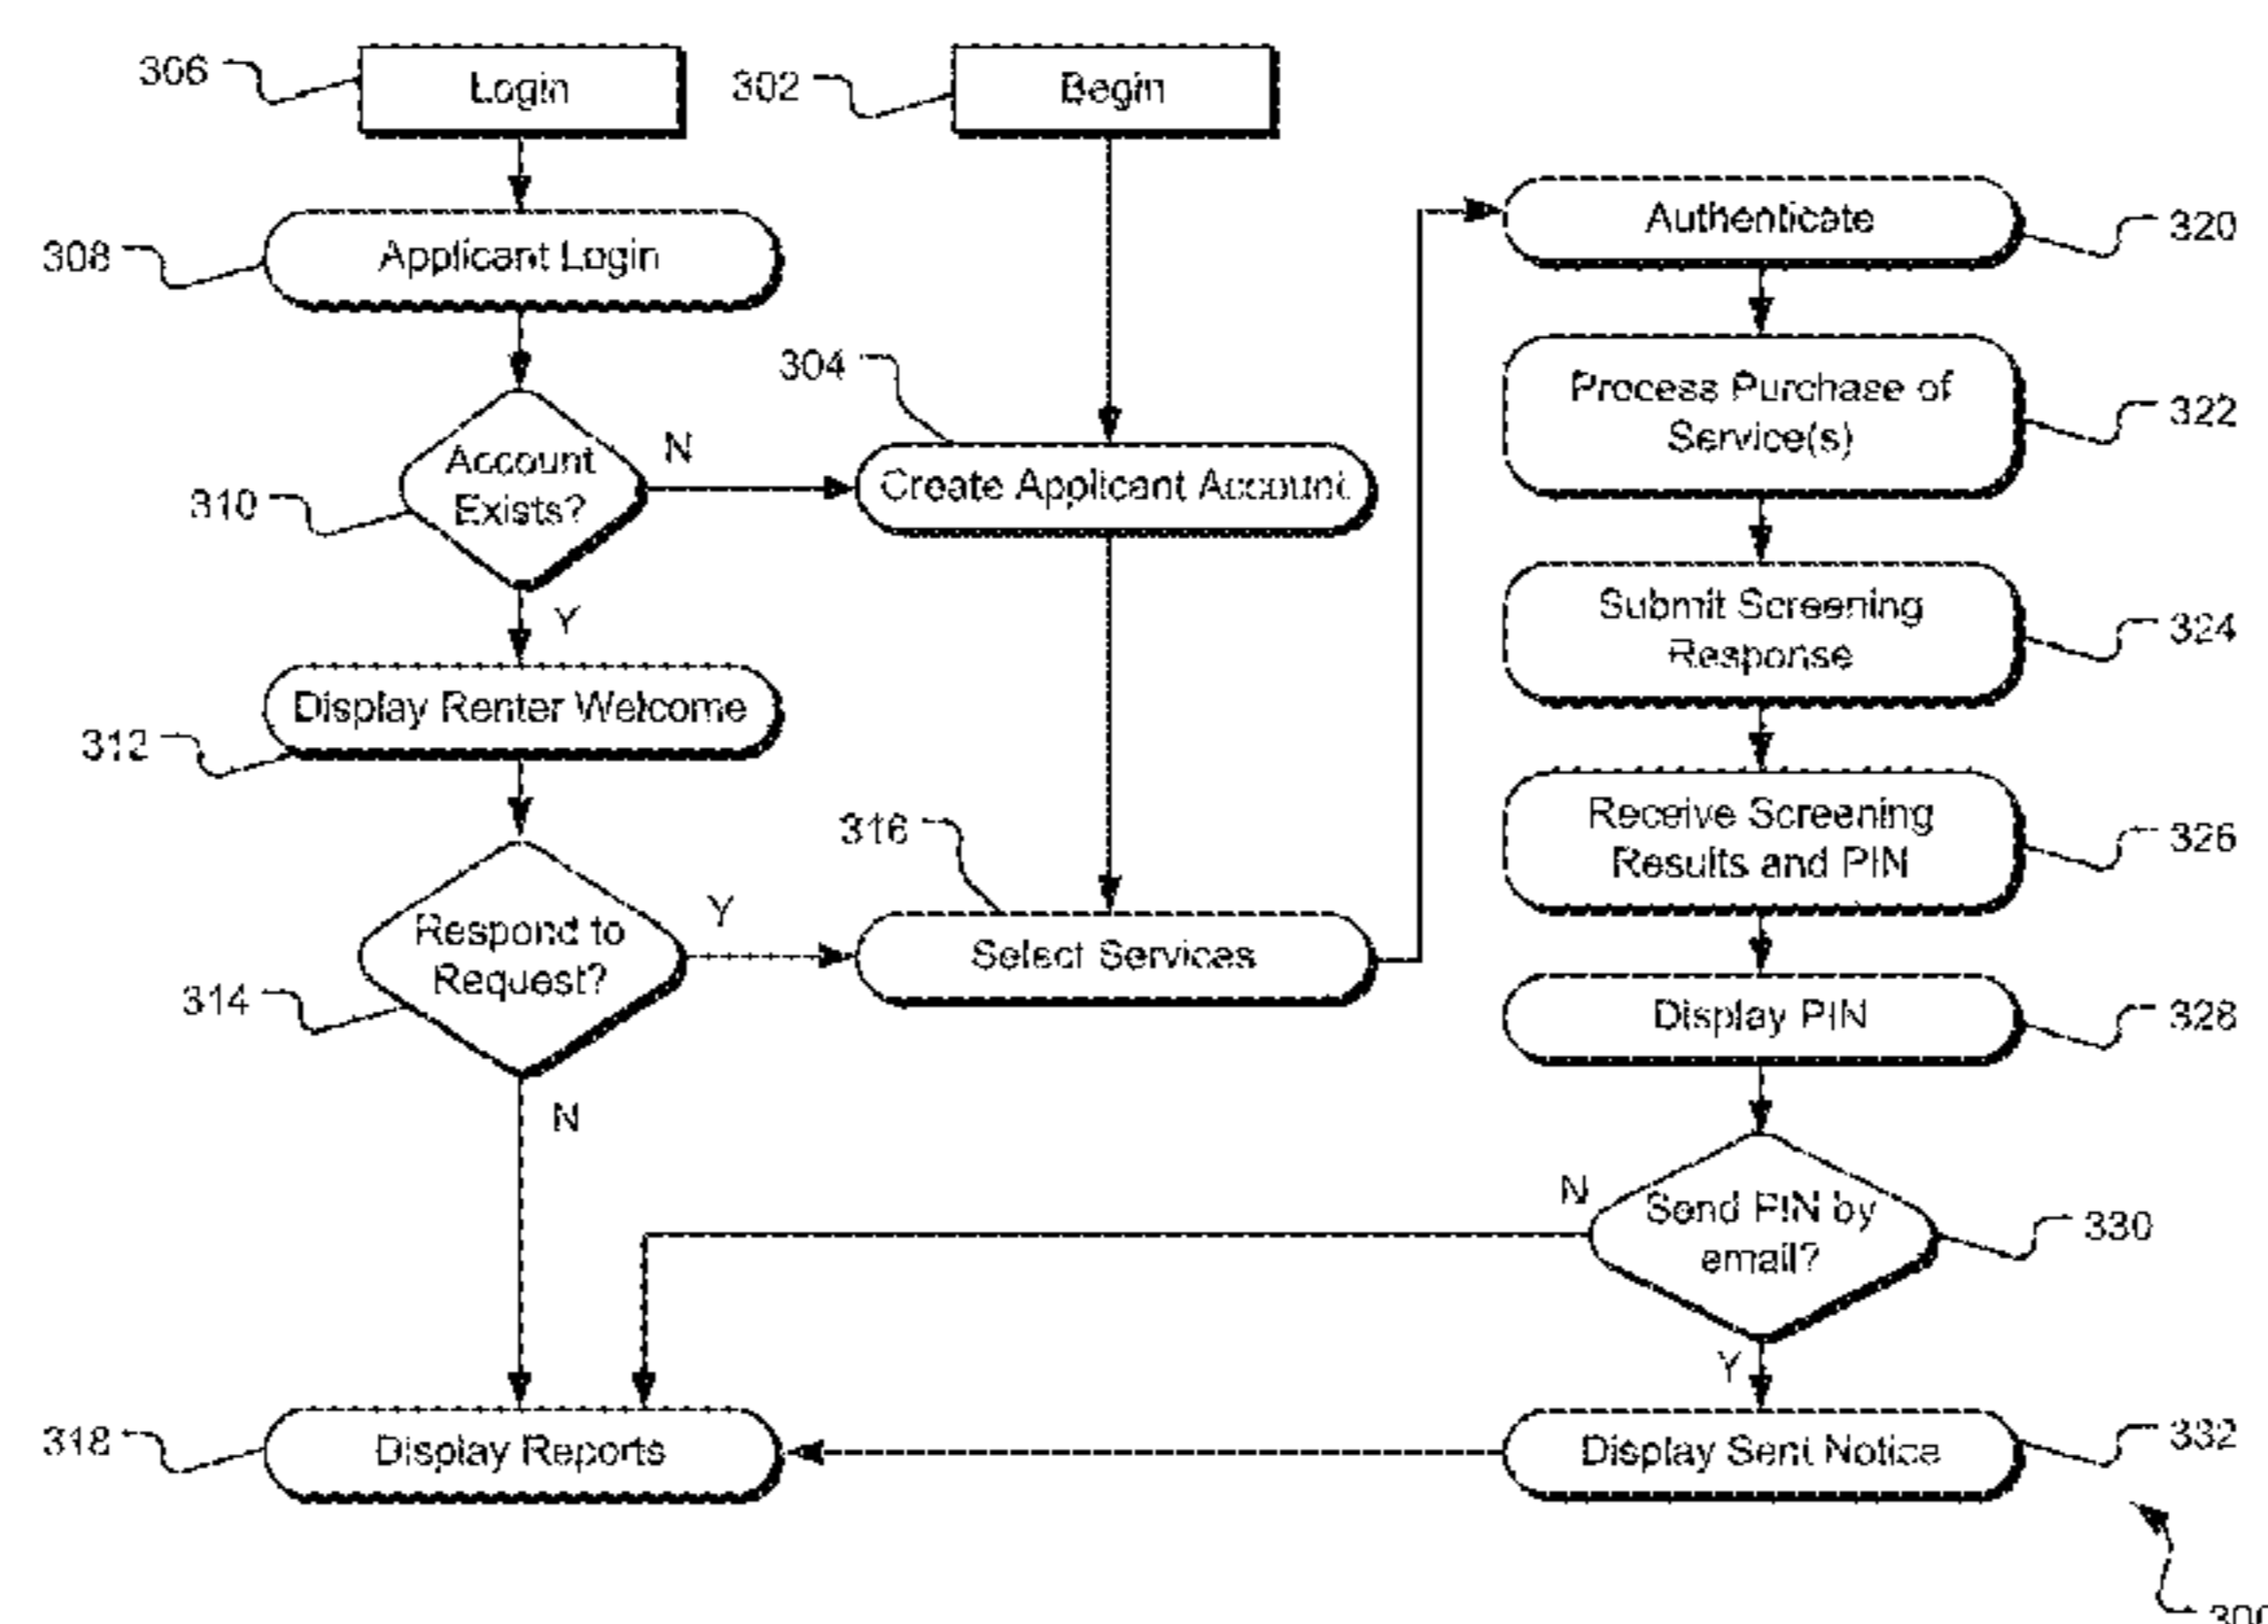 306
Login
302
Begin
308
Applicant Login
Authenticate
320
304
Process Purchase of
Service(s)
322
310
Account
Exists?
N
Create Applicant Account
Y
Submit Screening
Response
324
312
Display Renter Welcome
Receive Screening
Results and PIN
326
314
Respond to
Request?
Y
316
Select Services
Display PIN
328
N
N
Send PIN by
email?
330
Y
318
Display Reports
Display Sent Notice
332
300